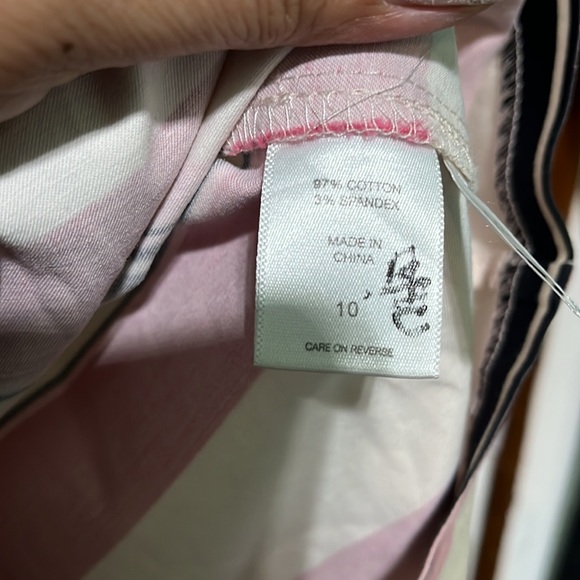 97% COTTON
3% SPANDEX
MADE IN
CHINA
10
CARE ON REVERSE